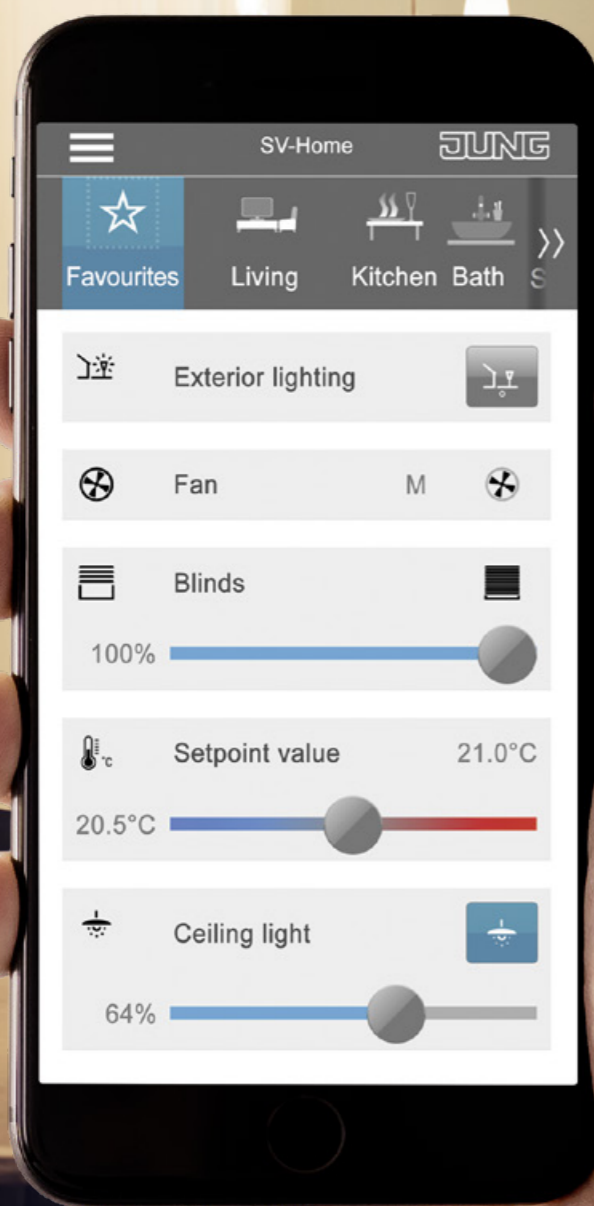 SV-Home JUNG
Favourites Living Kitchen Bath S
Exterior lighting
Fan M
Blinds
100%
°C Setpoint value 21.0°C
20.5°C
Ceiling light
64%